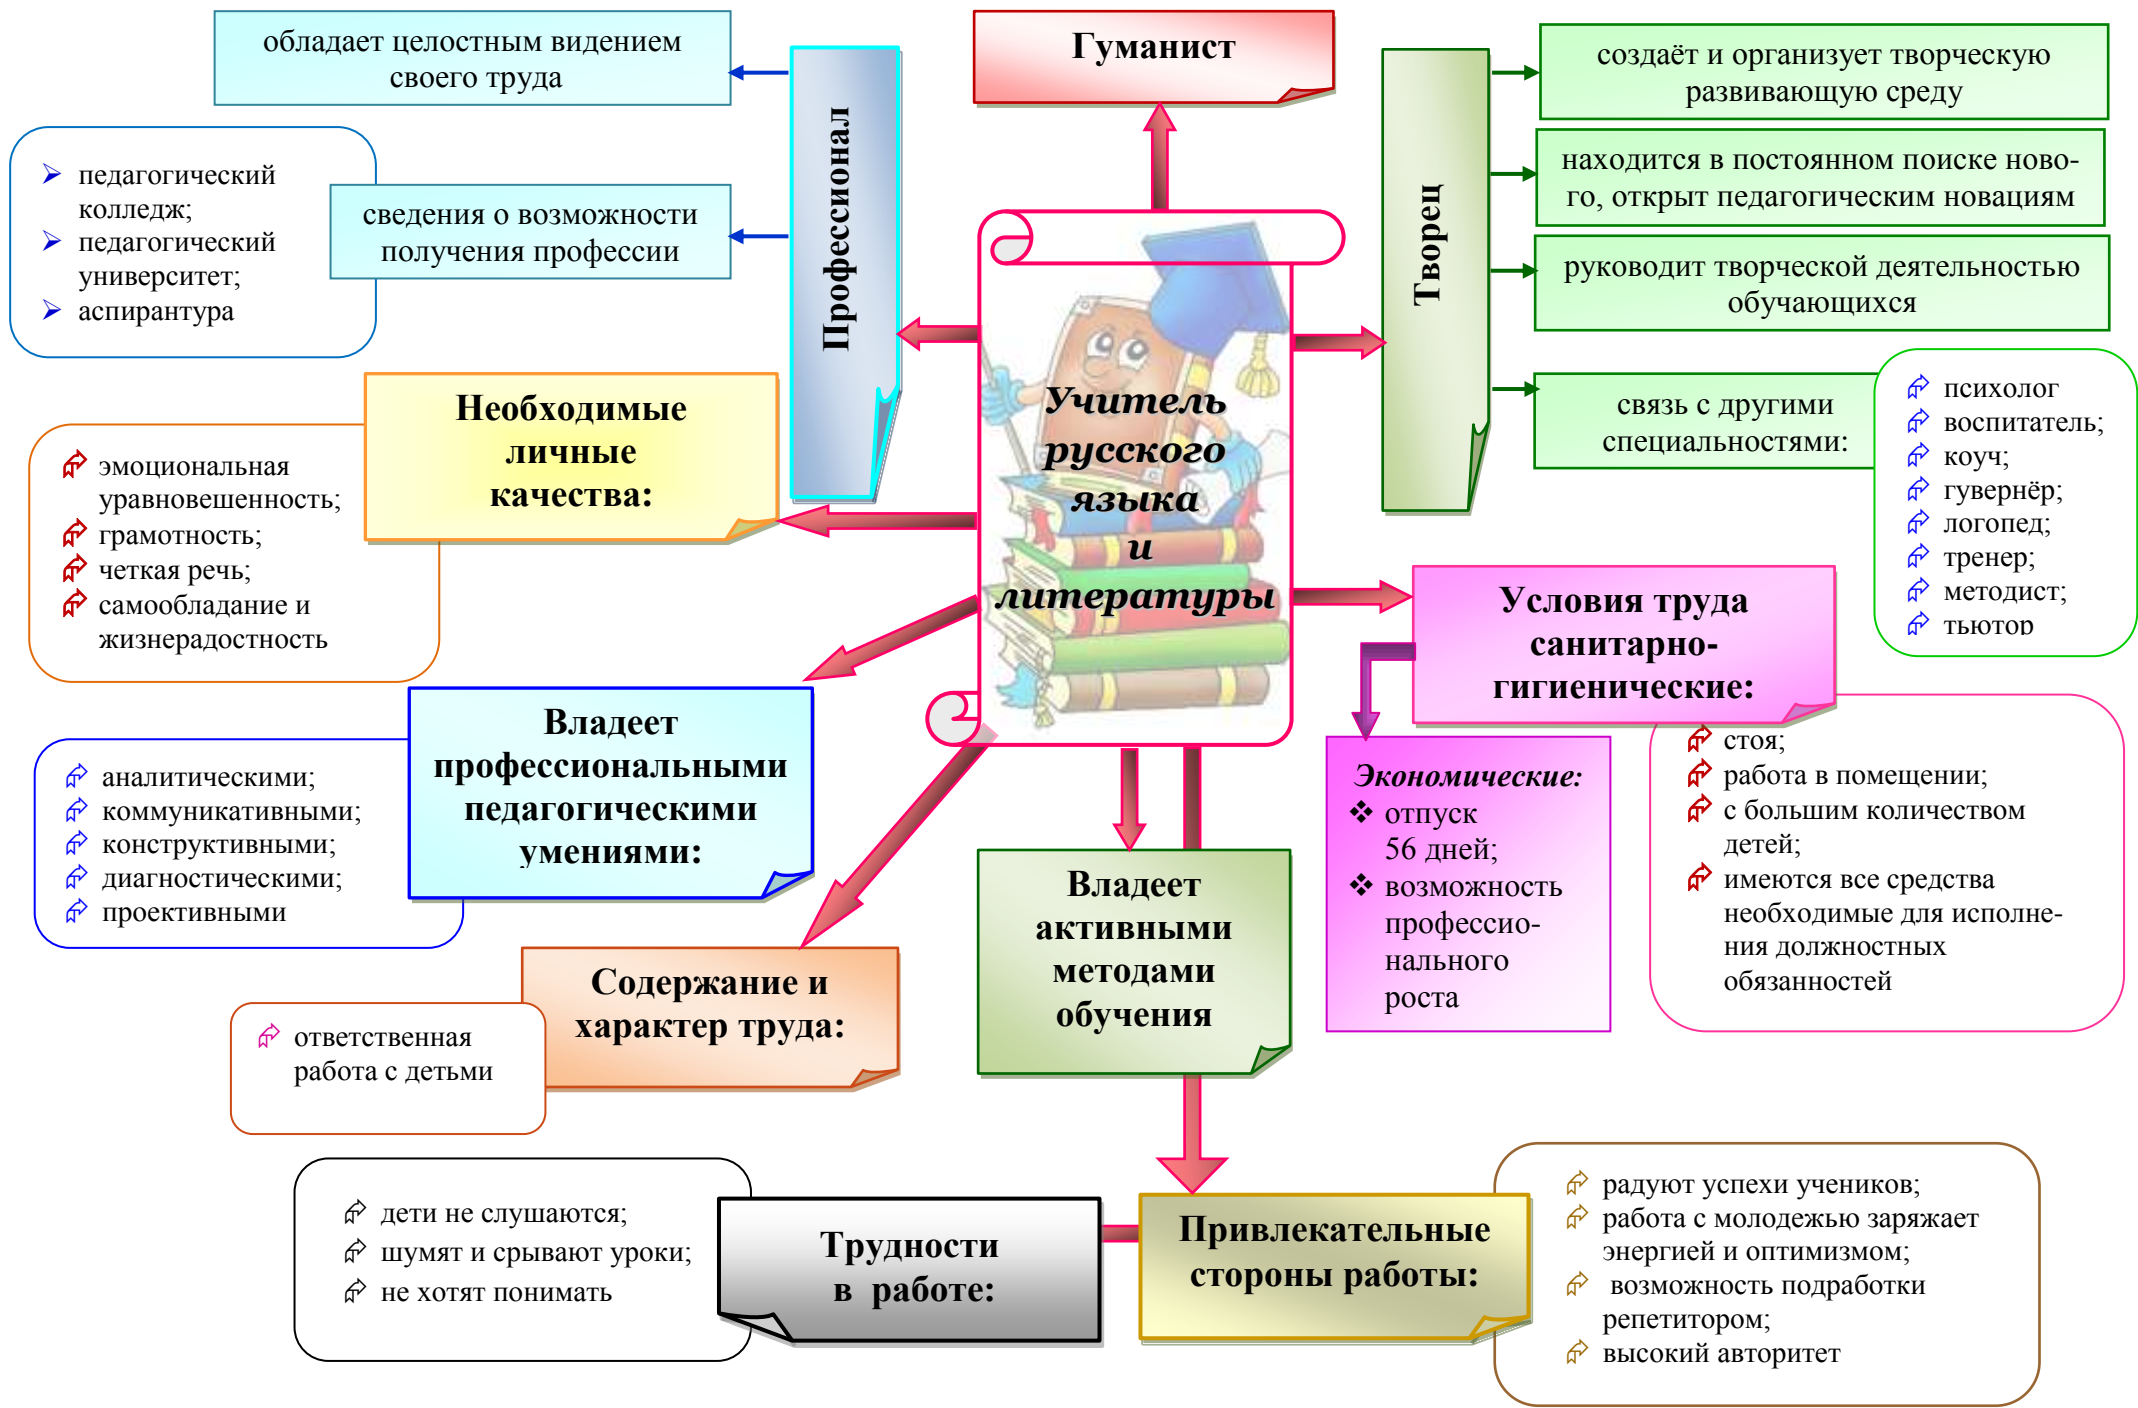 обладает целостным видением
своего труда
Гуманист
создаёт и организует творческую
развивающую среду
Профессионал
Творец
находится в постоянном поиске ново-
го, открыт педагогическим новациям
педагогический
колледж;
педагогический
университет;
аспирантура
сведения о возможности
получения профессии
руководит творческой деятельностью
обучающихся
связь с другими
специальностями:
психолог
воспитатель;
коуч;
гувернёр;
логопед;
тренер;
методист;
тьютор
Учитель
русского
языка
и
литературы
Необходимые
личные
качества:
эмоциональная
уравновешенность;
грамотность;
четкая речь;
самообладание и
жизнерадостность
Условия труда
санитарно-
гигиенические:
стоя;
работа в помещении;
с большим количеством
детей;
имеются все средства
необходимые для исполне-
ния должностных
обязанностей
Экономические:
отпуск
56 дней;
возможность
профессио-
нального
роста
Владеет
профессиональными
педагогическими
умениями:
аналитическими;
коммуникативными;
конструктивными;
диагностическими;
проективными
Владеет
активными
методами
обучения
Содержание и
характер труда:
ответственная
работа с детьми
Трудности
в работе:
дети не слушаются;
шумят и срывают уроки;
не хотят понимать
Привлекательные
стороны работы:
радуют успехи учеников;
работа с молодежью заряжает
энергией и оптимизмом;
возможность подработки
репетитором;
высокий авторитет